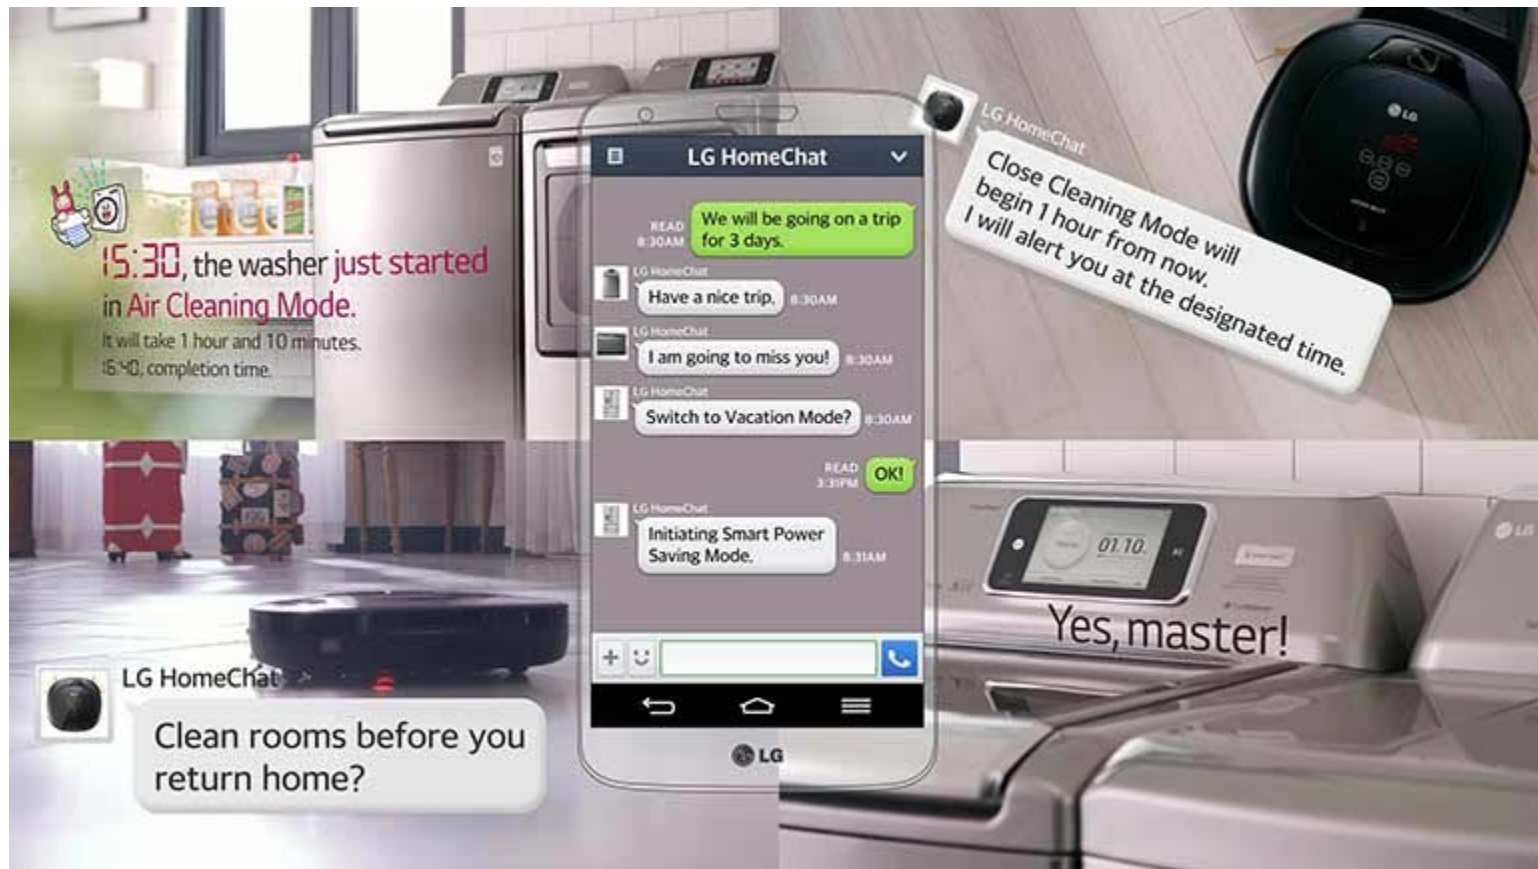 15:30, the washer just started
in Air Cleaning Mode.
It will take 1 hour and 10 minutes.
16:40, completion time.
LG HomeChat
We will be going on a trip
for 3 days.
READ
8:30AM
LG HomeChat
Have a nice trip.
8:30AM
LG HomeChat
I am going to miss you!
8:30AM
LG HomeChat
Switch to Vacation Mode?
8:30AM
READ
3:31PM
OK!
LG HomeChat
Initiating Smart Power
Saving Mode.
8:31AM
LG
LG HomeChat
Close Cleaning Mode will
begin 1 hour from now.
I will alert you at the designated time.
LG
LG HomeChat
Clean rooms before you
return home?
01.10.
LG
Yes, master!